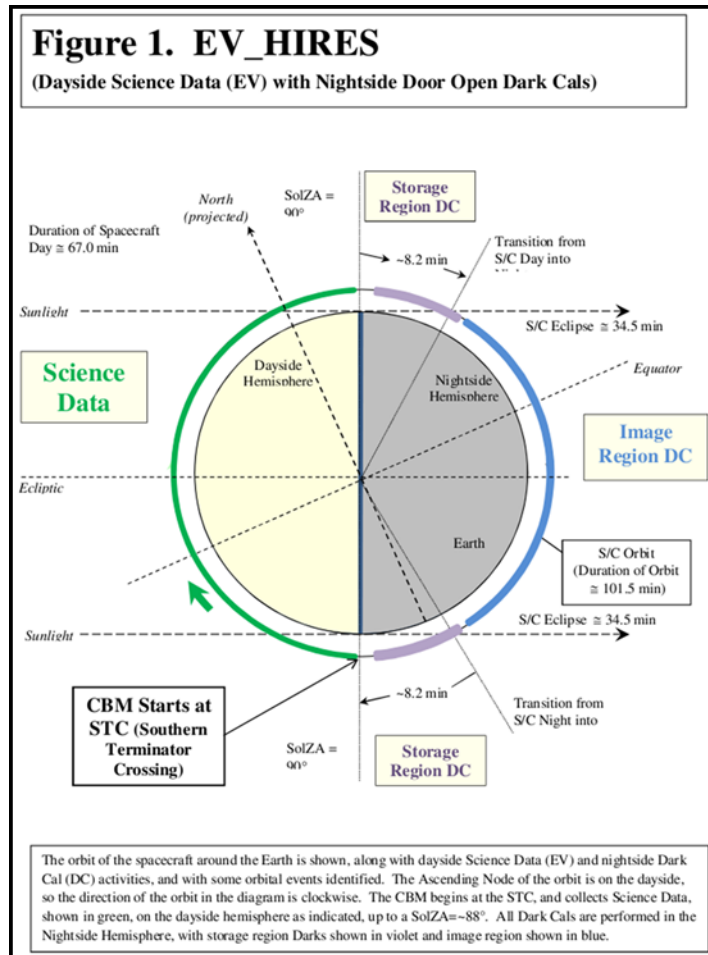 Figure 1. EV_HIRES
(Dayside Science Data (EV) with Nightside Door Open Dark Cals)
SolZA =
90°
Storage
Region DC
North
(projected)
Duration of Spacecraft
Day ≅ 67.0 min
~8.2 min
Transition from
S/C Day into
Sunlight
S/C Eclipse ≅ 34.5 min
Science
Data
Dayside
Hemisphere
Nightside
Hemisphere
Equator
Image
Region DC
Ecliptic
Earth
S/C Orbit
(Duration of Orbit
≅ 101.5 min)
S/C Eclipse ≅ 34.5 min
Sunlight
CBM Starts at
STC (Southern
Terminator
Crossing)
~8.2 min
Transition from
S/C Night into
SolZA =
90°
Storage
Region DC
The orbit of the spacecraft around the Earth is shown, along with dayside Science Data (EV) and nightside Dark
Cal (DC) activities, and with some orbital events identified. The Ascending Node of the orbit is on the dayside,
so the direction of the orbit in the diagram is clockwise. The CBM begins at the STC, and collects Science Data,
shown in green, on the dayside hemisphere as indicated, up to a SolZA=~88°. All Dark Cals are performed in the
Nightside Hemisphere, with storage region Darks shown in violet and image region shown in blue.